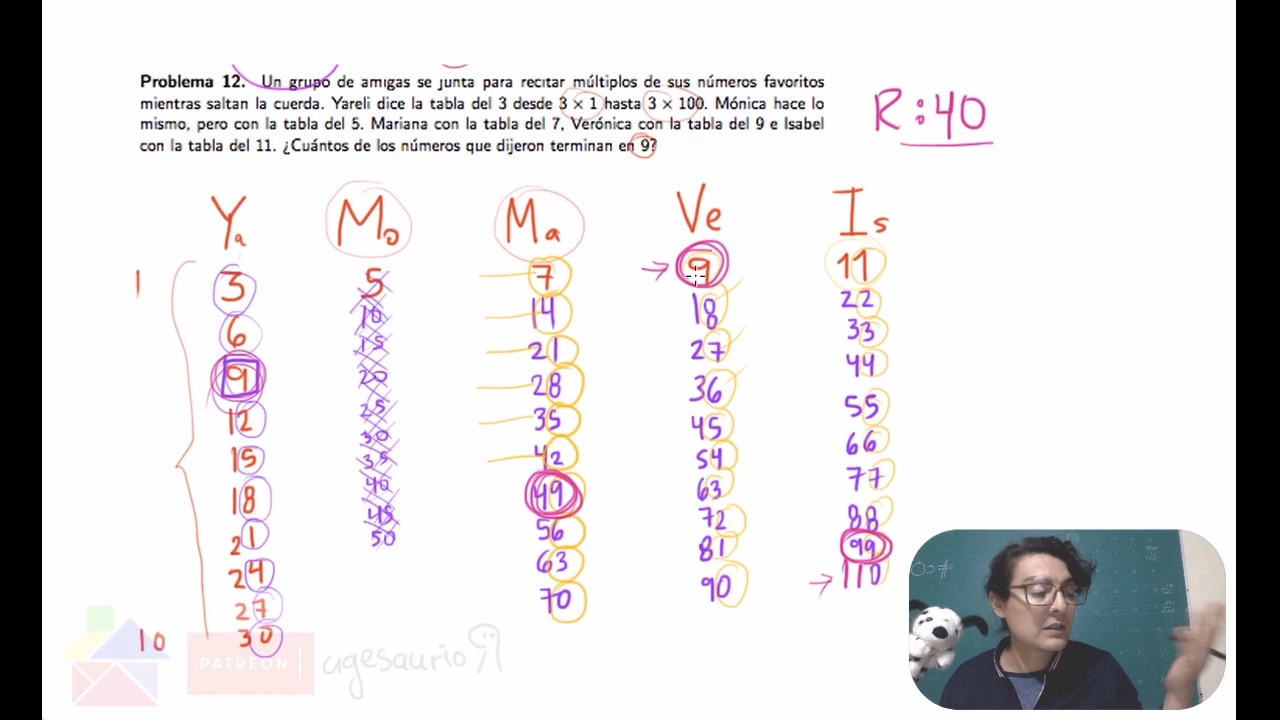 Problema 12. Un grupo de amigas se junta para recitar múltiplos de sus números favoritos
mientras saltan la cuerda. Yareli dice la tabla del 3 desde 3 × 1 hasta 3 × 100. Mónica hace lo
mismo, pero con la tabla del 5. Mariana con la tabla del 7, Verónica con la tabla del 9 e Isabel
con la tabla del 11. ¿Cuántos de los números que dijeron terminan en 9?
R:40
Ya Mo Ma Ve Is
1 3 5 7 9 11
6 10 14 18 22
9 15 21 27 33
12 20 28 36 44
15 25 35 45 55
18 30 42 54 66
21 35 49 63 77
24 40 56 72 88
27 45 63 81 99
10 30 50 70 90 110
PATREON
agesaurio